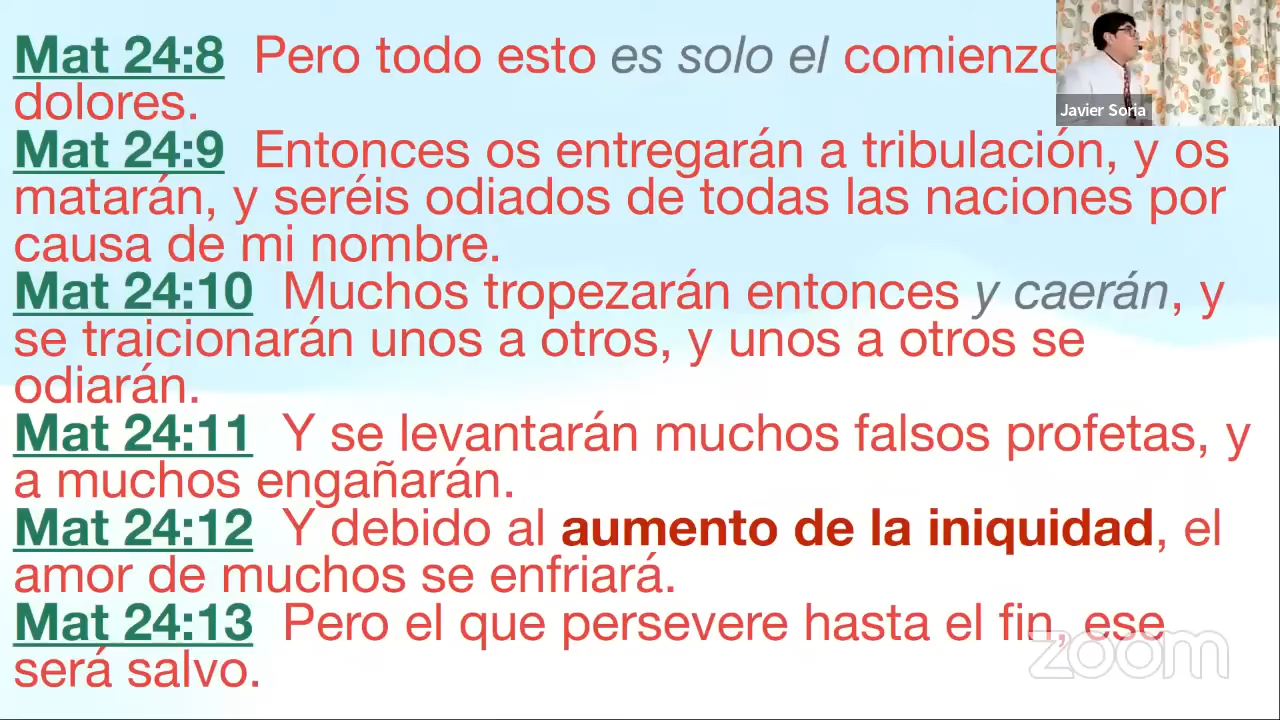 Mat 24:8 Pero todo esto es solo el comienzo
dolores.
Mat 24:9 Entonces os entregarán a tribulación, y os
matarán, y seréis odiados de todas las naciones por
causa de mi nombre.
Mat 24:10 Muchos tropezarán entonces y caerán, y
se traicionarán unos a otros, y unos a otros se
odiarán.
Mat 24:11 Y se levantarán muchos falsos profetas, y
a muchos engañarán.
Mat 24:12 Y debido al aumento de la iniquidad, el
amor de muchos se enfriará.
Mat 24:13 Pero el que persevere hasta el fin, ese
será salvo.
Javier Soria
zoom